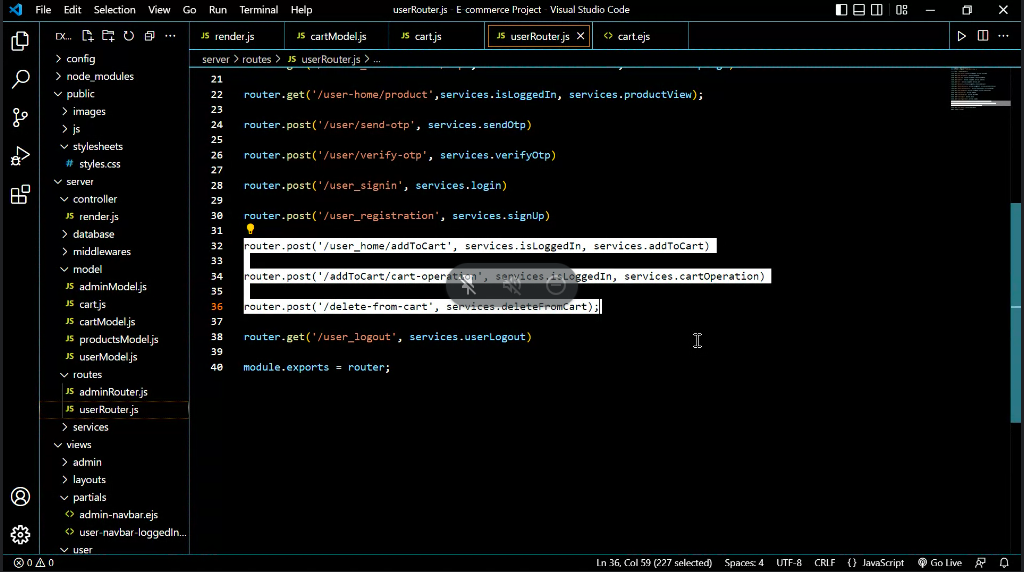 File Edit Selection View Go Run Terminal Help
userRouter.js - E-commerce Project - Visual Studio Code
EX...
JS render.js
JS cartModel.js
JS cart.js
JS userRouter.js
<> cart.ejs
server > routes > JS userRouter.js > ...
config
node_modules
public
images
js
stylesheets
# styles.css
server
controller
JS render.js
database
middlewares
model
JS adminModel.js
JS cart.js
JS cartModel.js
JS productsModel.js
JS userModel.js
routes
JS adminRouter.js
JS userRouter.js
services
views
admin
layouts
partials
<> admin-navbar.ejs
<> user-navbar-loggedIn...
user
21
22 router.get('/user-home/product',services.isLoggedIn, services.productView);
23
24 router.post('/user/send-otp', services.sendOtp)
25
26 router.post('/user/verify-otp', services.verifyOtp)
27
28 router.post('/user_signin', services.login)
29
30 router.post('/user_registration', services.signUp)
31
32 router.post('/user_home/addToCart', services.isLoggedIn, services.addToCart)
33
34 router.post('/addToCart/cart-operation', services.isLoggedIn, services.cartOperation)
35
36 router.post('/delete-from-cart', services.deleteFromCart);
37
38 router.get('/user_logout', services.userLogout)
39
40 module.exports = router;
0 0
Ln 36, Col 59 (227 selected) Spaces: 4 UTF-8 CRLF {} JavaScript Go Live